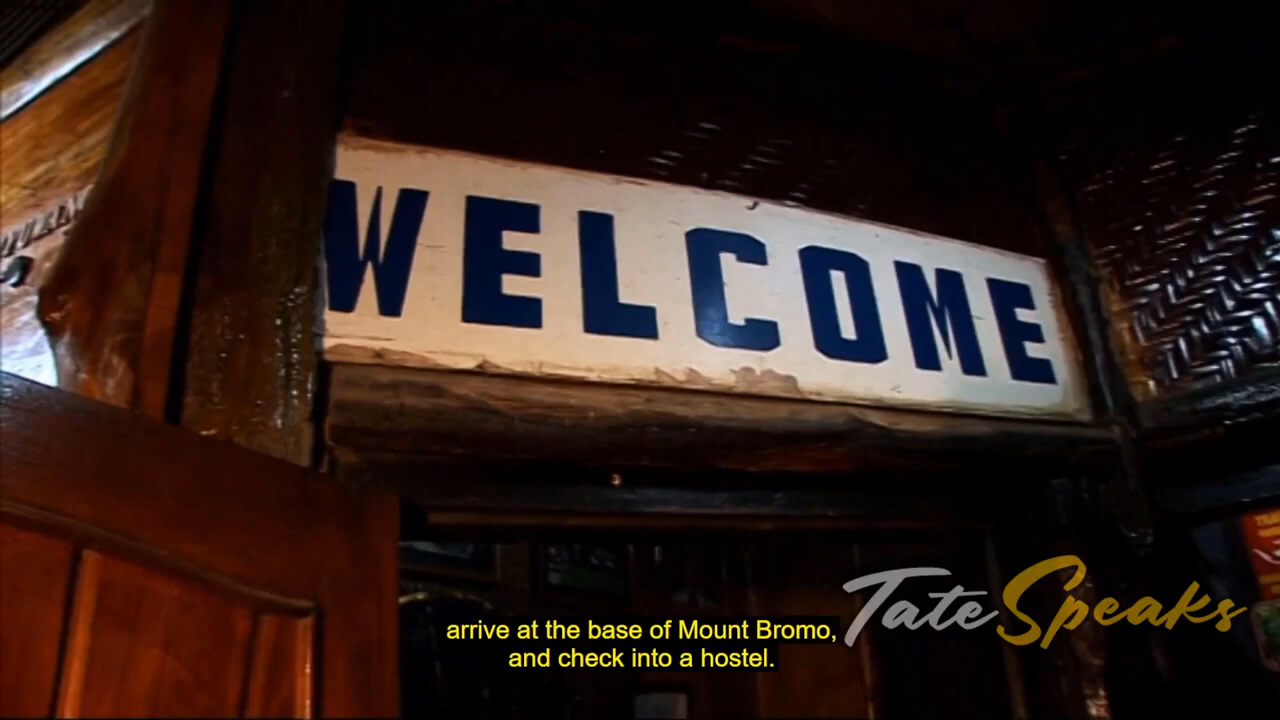 WELCOME
TateSpeaks
arrive at the base of Mount Bromo,
and check into a hostel.